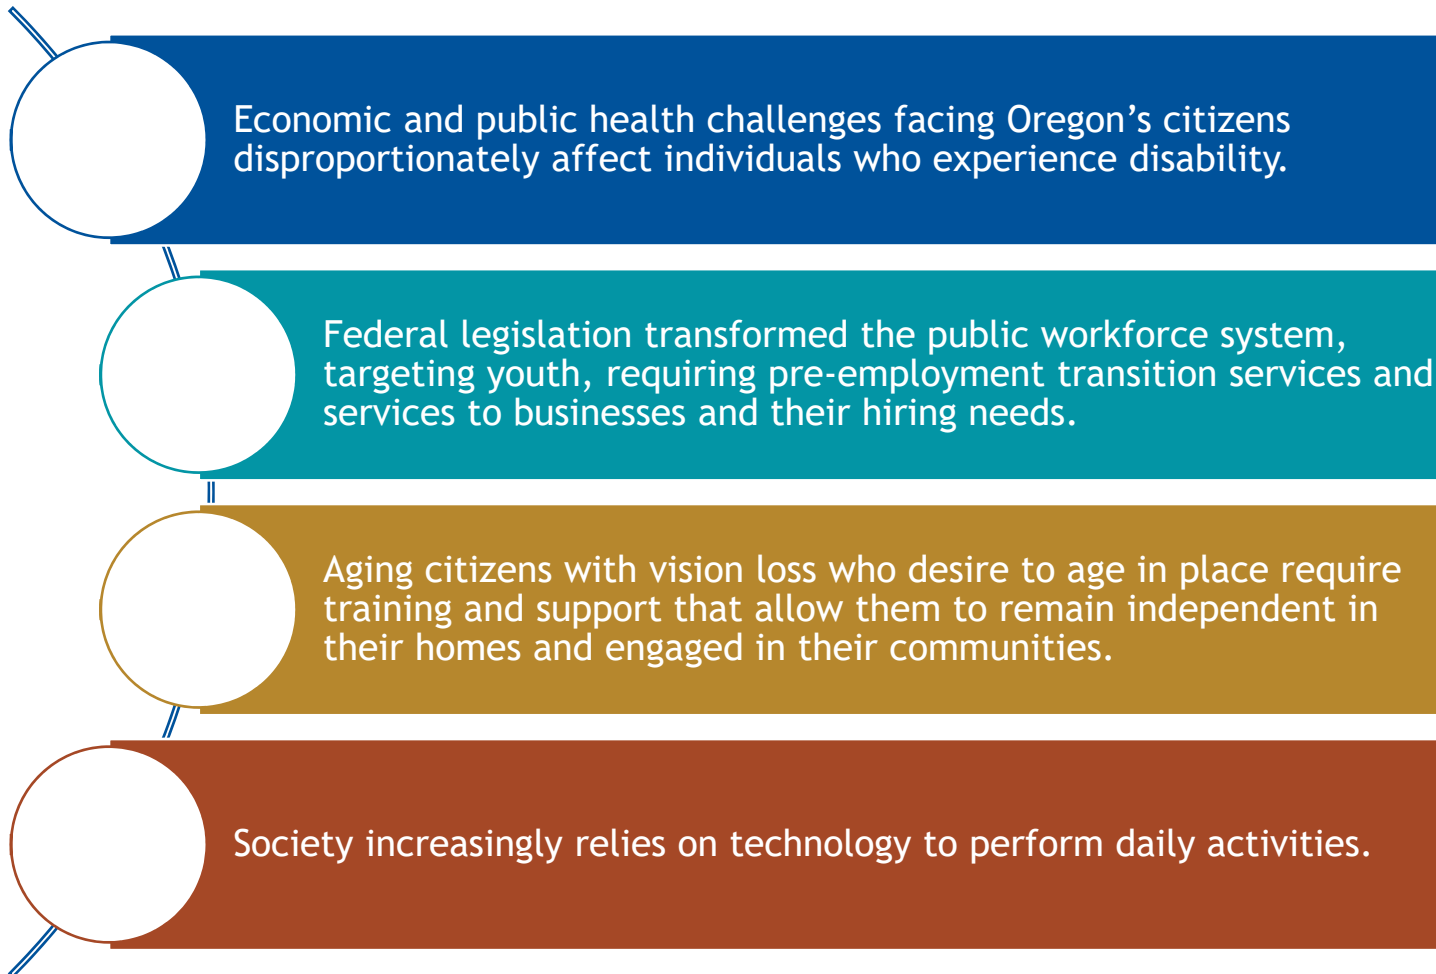 Economic and public health challenges facing Oregon’s citizens
disproportionately affect individuals who experience disability.
Federal legislation transformed the public workforce system,
targeting youth, requiring pre-employment transition services and
services to businesses and their hiring needs.
Aging citizens with vision loss who desire to age in place require
training and support that allow them to remain independent in
their homes and engaged in their communities.
Society increasingly relies on technology to perform daily activities.